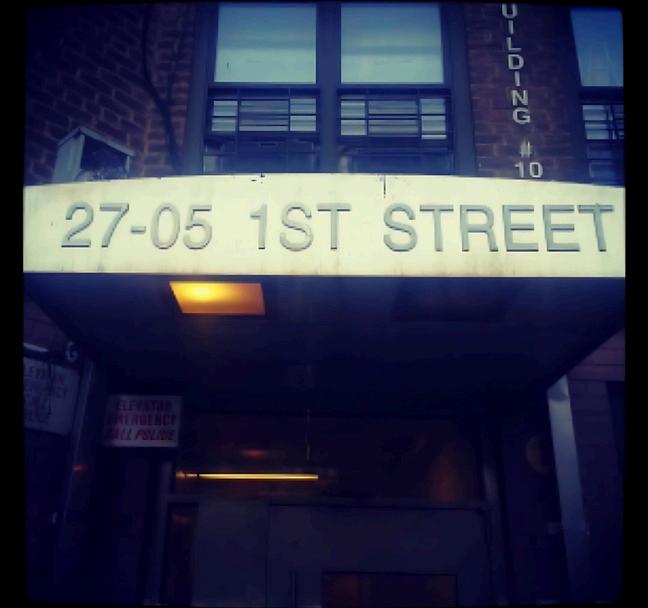 UILDING #10
27-05 1ST STREET
ELEVATOR
EMERGENCY
CALL POLICE